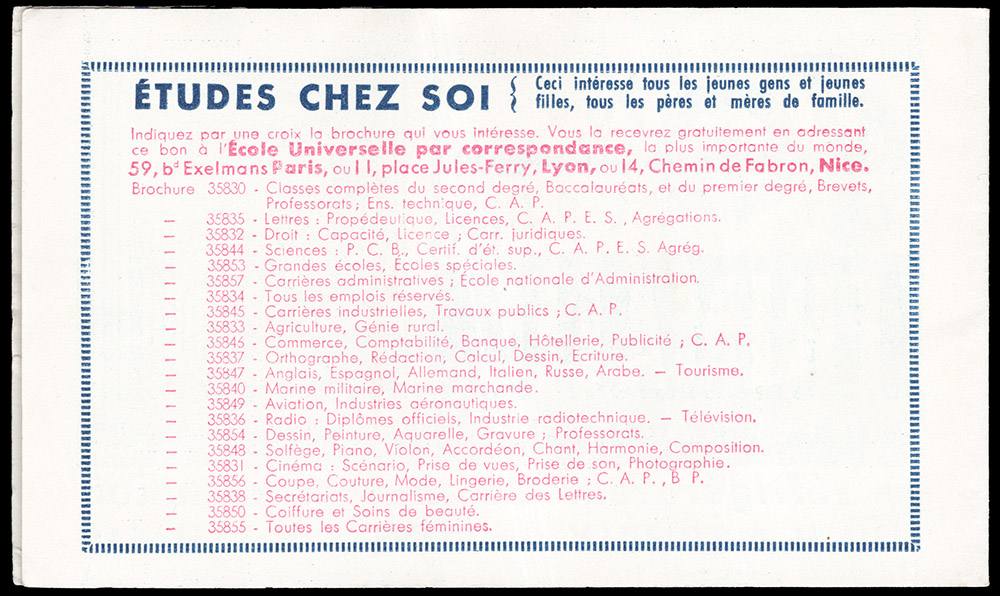 ÉTUDES CHEZ SOI { Ceci intéresse tous les jeunes gens et jeunes
filles, tous les pères et mères de famille.
Indiquez par une croix la brochure qui vous intéresse. Vous la recevrez gratuitement en adressant
ce bon à l'École Universelle par correspondance, la plus importante du monde,
59, bd Exelmans Paris, ou 11, place Jules-Ferry, Lyon, ou 14, Chemin de Fabron, Nice.
Brochure 35830 - Classes complètes du second degré, Baccalauréats, et du premier degré, Brevets,
Professorats ; Ens. technique, C. A. P.
— 35835 - Lettres : Propédeutique, Licences, C. A. P. E. S. , Agrégations.
— 35832 - Droit : Capacité, Licence ; Carr. juridiques.
— 35844 - Sciences : P. C. B., Certif. d'ét. sup., C. A. P. E. S. Agrég.
— 35853 - Grandes écoles, Ecoles spéciales.
— 35857 - Carrières administratives ; École nationale d'Administration.
— 35834 - Tous les emplois réservés.
— 35845 - Carrières industrielles, Travaux publics ; C. A. P.
— 35833 - Agriculture, Génie rural.
— 35846 - Commerce, Comptabilité, Banque, Hôtellerie, Publicité ; C. A. P.
— 35837 - Orthographe, Rédaction, Calcul, Dessin, Ecriture.
— 35847 - Anglais, Espagnol, Allemand, Italien, Russe, Arabe. — Tourisme.
— 35840 - Marine militaire, Marine marchande.
— 35849 - Aviation, Industries aéronautiques.
— 35836 - Radio : Diplômes officiels, Industrie radiotechnique. — Télévision.
— 35854 - Dessin, Peinture, Aquarelle, Gravure ; Professorats.
— 35848 - Solfège, Piano, Violon, Accordéon, Chant, Harmonie, Composition.
— 35831 - Cinéma : Scénario, Prise de vues, Prise de son, Photographie.
— 35856 - Coupe, Couture, Mode, Lingerie, Broderie ; C. A. P. , B P.
— 35838 - Secrétariats, Journalisme, Carrière des Lettres.
— 35850 - Coiffure et Soins de beauté.
— 35855 - Toutes les Carrières féminines.